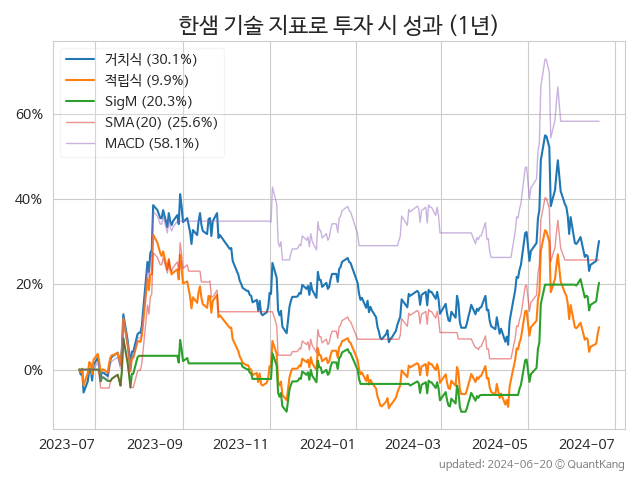 한샘 기술 지표로 투자 시 성과 (1년)
거치식 (30.1%)
적립식 (9.9%)
SigM (20.3%)
SMA(20) (25.6%)
MACD (58.1%)
60%
40%
20%
0%
2023-07 2023-09 2023-11 2024-01 2024-03 2024-05 2024-07
updated: 2024-06-20 © QuantKang